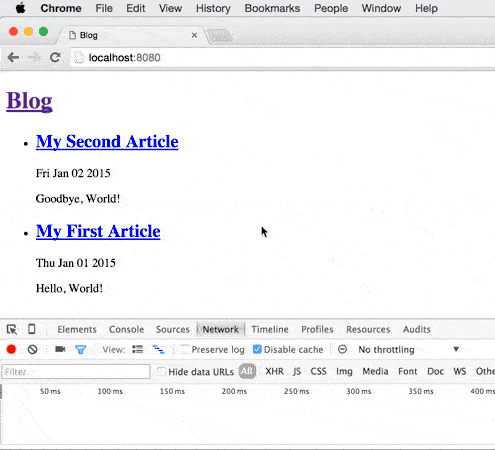 Chrome File Edit View History Bookmarks People Window Help
Blog
localhost:8080
Blog
My Second Article
Fri Jan 02 2015
Goodbye, World!
My First Article
Thu Jan 01 2015
Hello, World!
Elements Console Sources Network Timeline Profiles Resources Audits
View: Preserve log Disable cache No throttling
Filter Hide data URLs All XHR JS CSS Img Media Font Doc WS Othe
50 ms 100 ms 150 ms 200 ms 250 ms 300 ms 350 ms 400 ms